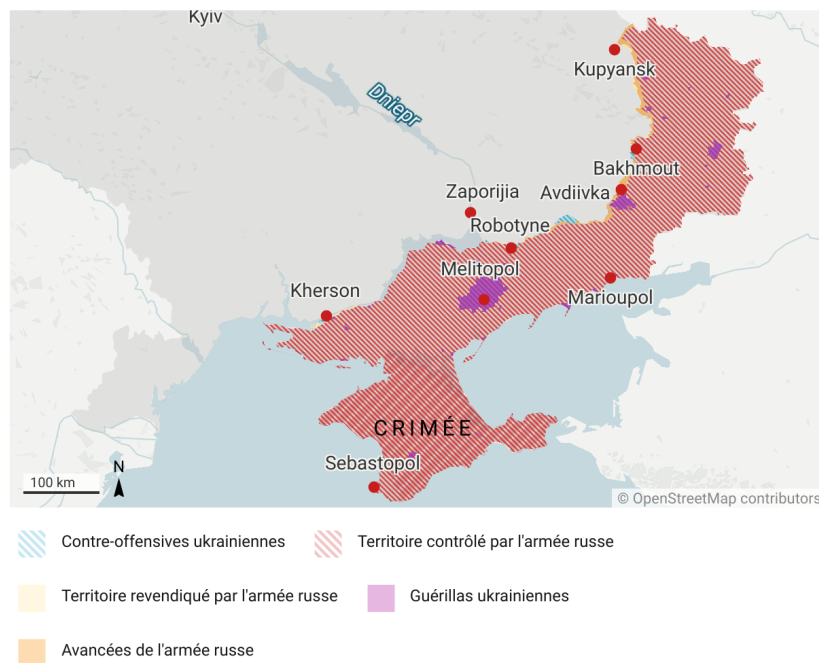 Kyiv
Dniepr
Kupyansk
Bakhmout
Zaporijia
Avdiivka
Robotyne
Melitopol
Kherson
Marioupol
CRIMÉE
Sebastopol
100 km
N
© OpenStreetMap contributors
Contre-offensives ukrainiennes
Territoire contrôlé par l'armée russe
Territoire revendiqué par l'armée russe
Guérillas ukrainiennes
Avancées de l'armée russe